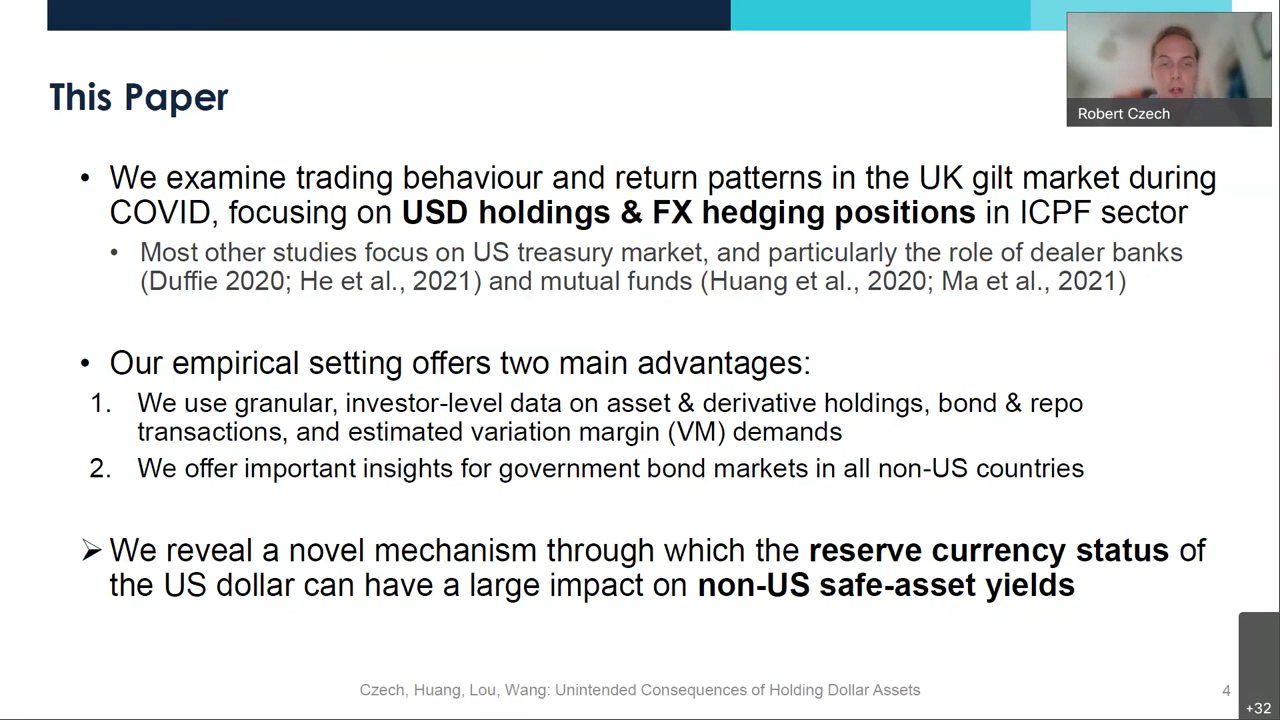 Robert Czech
This Paper
• We examine trading behaviour and return patterns in the UK gilt market during
COVID, focusing on USD holdings & FX hedging positions in ICPF sector
• Most other studies focus on US treasury market, and particularly the role of dealer banks
(Duffie 2020; He et al., 2021) and mutual funds (Huang et al., 2020; Ma et al., 2021)
• Our empirical setting offers two main advantages:
1. We use granular, investor-level data on asset & derivative holdings, bond & repo
transactions, and estimated variation margin (VM) demands
2. We offer important insights for government bond markets in all non-US countries
➢ We reveal a novel mechanism through which the reserve currency status of
the US dollar can have a large impact on non-US safe-asset yields
Czech, Huang, Lou, Wang: Unintended Consequences of Holding Dollar Assets
4
+32